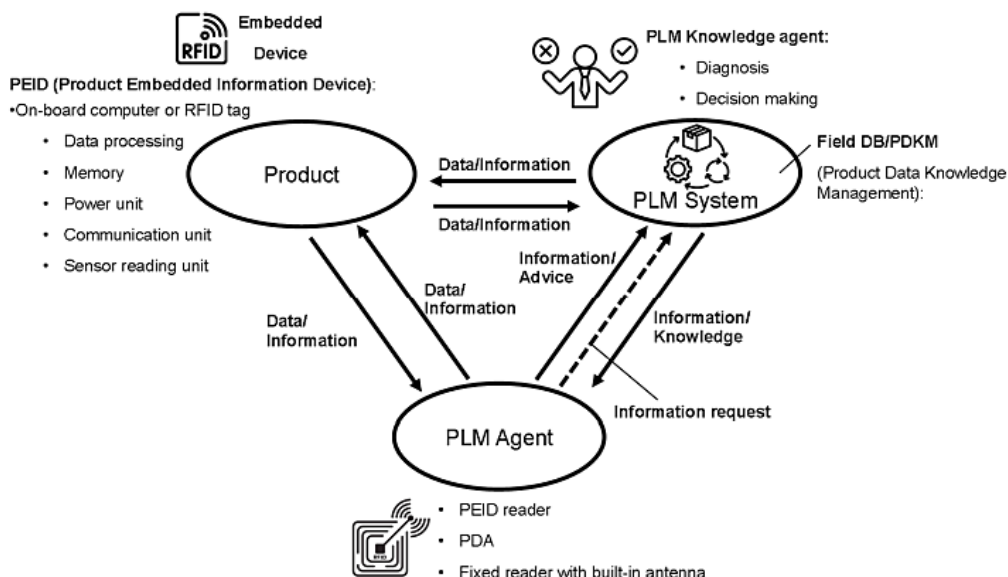 Embedded
Device
RFID
PEID (Product Embedded Information Device):
•On-board computer or RFID tag
• Data processing
• Memory
• Power unit
• Communication unit
• Sensor reading unit
PLM Knowledge agent:
• Diagnosis
• Decision making
Field DB/PDKM
(Product Data Knowledge
Management):
Product
Data/Information
Data/Information
PLM System
Information/
Advice
Data/
Information
Data/
Information
Information/
Knowledge
Information request
PLM Agent
• PEID reader
• PDA
• Fixed reader with built-in antenna
RFID